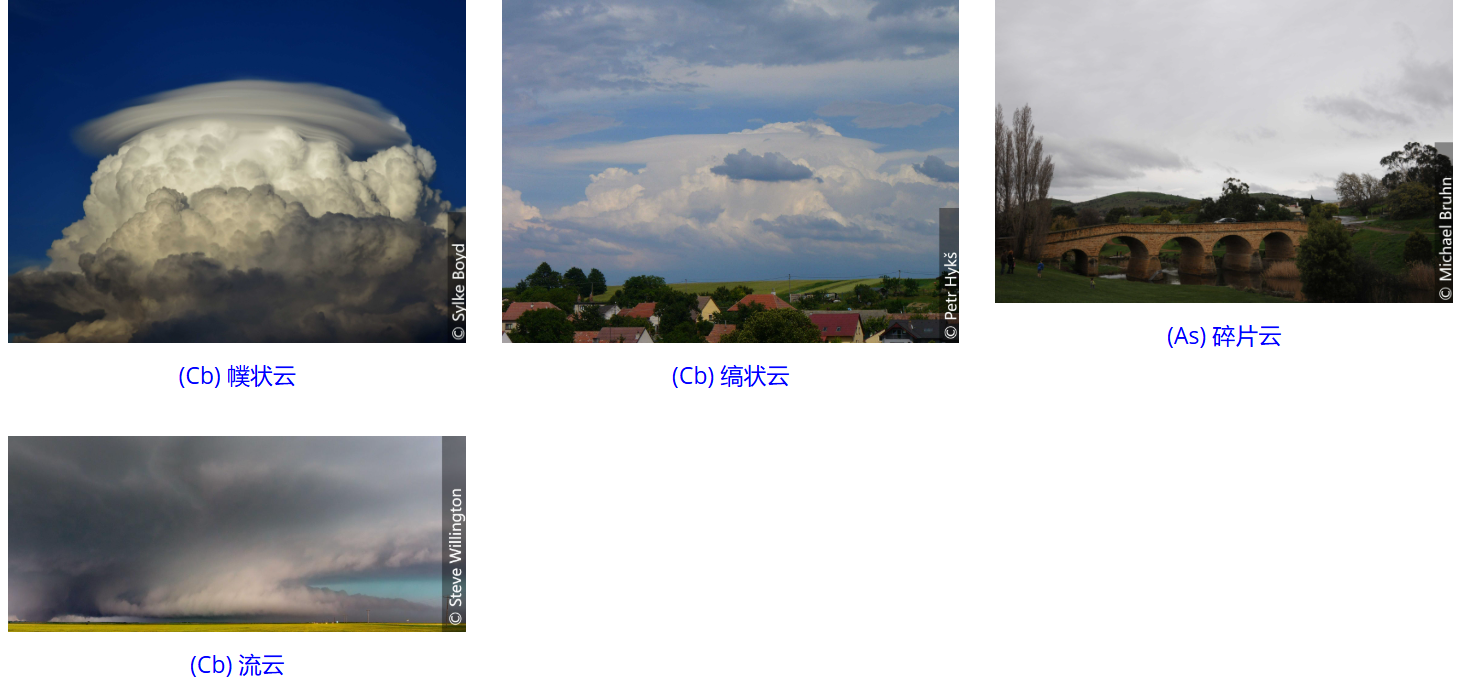 © Sylke Boyd
© Petr Hykš
© Michael Bruhn
(Cb) 幞状云
(Cb) 缟状云
(As) 碎片云
© Steve Willington
(Cb) 流云